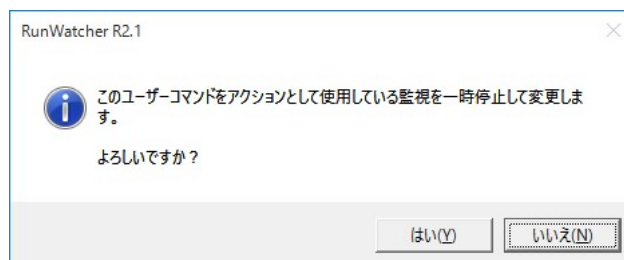 RunWatcher R2.1
このユーザーコマンドをアクションとして使用している監視を一時停止して変更しま
す。
よろしいですか？
はい(Y)
いいえ(N)